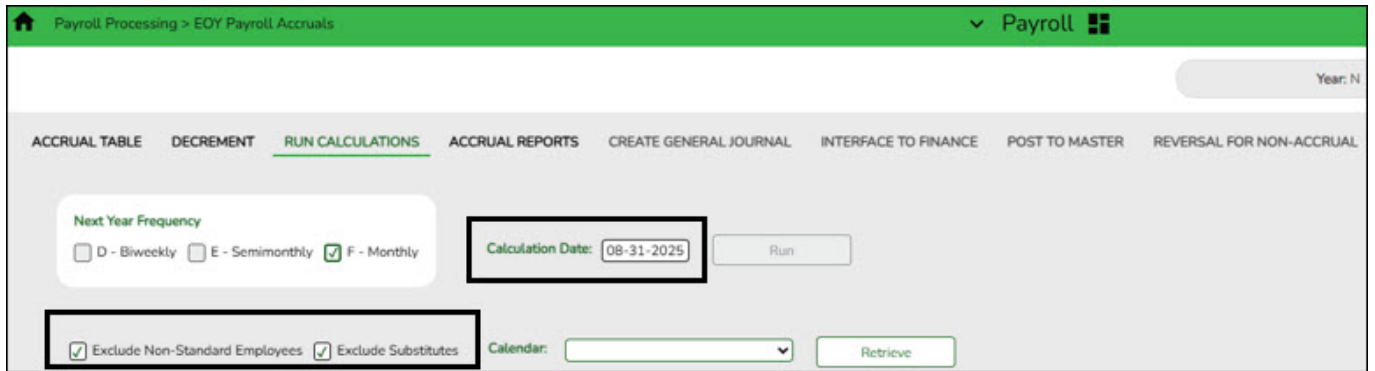 Payroll Processing > EOY Payroll Accruals Payroll
Year: N
ACCRUAL TABLE DECREMENT RUN CALCULATIONS ACCRUAL REPORTS CREATE GENERAL JOURNAL INTERFACE TO FINANCE POST TO MASTER REVERSAL FOR NON-ACCRUAL
Next Year Frequency
D - Biweekly E - Semimonthly F - Monthly Calculation Date: 08-31-2025 Run
Exclude Non-Standard Employees Exclude Substitutes Calendar: Retrieve